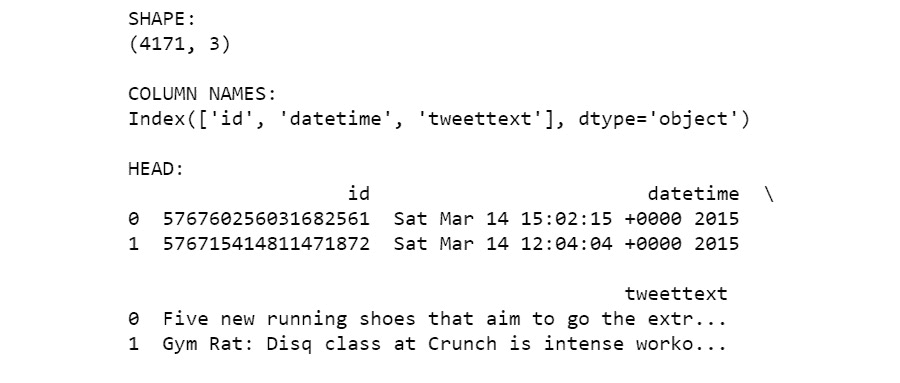 SHAPE:
(4171, 3)
COLUMN NAMES:
Index(['id', 'datetime', 'tweettext'], dtype='object')
HEAD:
id datetime \
0 576760256031682561 Sat Mar 14 15:02:15 +0000 2015
1 576715414811471872 Sat Mar 14 12:04:04 +0000 2015
tweettext
0 Five new running shoes that aim to go the extr...
1 Gym Rat: Disq class at Crunch is intense worko...